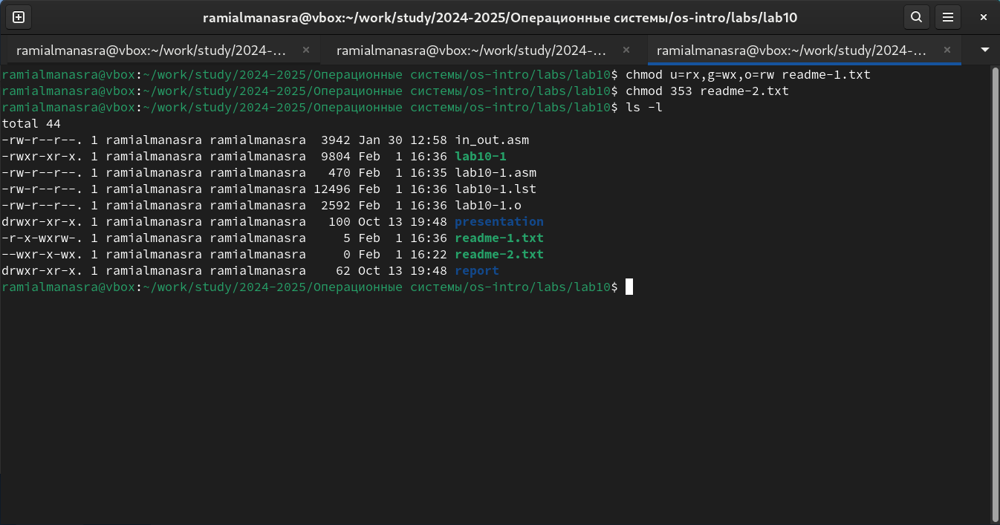 ramialmanasra@vbox:~/work/study/2024-2025/Операционные системы/os-intro/labs/lab10
ramialmanasra@vbox:~/work/study/2024-... ramialmanasra@vbox:~/work/study/2024-... ramialmanasra@vbox:~/work/study/2024-...
ramialmanasra@vbox:~/work/study/2024-2025/Операционные системы/os-intro/labs/lab10$ chmod u=rx,g=wx,o=rw readme-1.txt
ramialmanasra@vbox:~/work/study/2024-2025/Операционные системы/os-intro/labs/lab10$ chmod 353 readme-2.txt
ramialmanasra@vbox:~/work/study/2024-2025/Операционные системы/os-intro/labs/lab10$ ls -l
total 44
-rw-r--r--. 1 ramialmanasra ramialmanasra  3942 Jan 30 12:58 in_out.asm
-rwxr-xr-x. 1 ramialmanasra ramialmanasra  9804 Feb  1 16:36 lab10-1
-rw-r--r--. 1 ramialmanasra ramialmanasra   470 Feb  1 16:35 lab10-1.asm
-rw-r--r--. 1 ramialmanasra ramialmanasra 12496 Feb  1 16:36 lab10-1.lst
-rw-r--r--. 1 ramialmanasra ramialmanasra  2592 Feb  1 16:36 lab10-1.o
drwxr-xr-x. 1 ramialmanasra ramialmanasra   100 Oct 13 19:48 presentation
-r-x-wxrw-. 1 ramialmanasra ramialmanasra     5 Feb  1 16:36 readme-1.txt
--wxr-x-wx. 1 ramialmanasra ramialmanasra     0 Feb  1 16:22 readme-2.txt
drwxr-xr-x. 1 ramialmanasra ramialmanasra    62 Oct 13 19:48 report
ramialmanasra@vbox:~/work/study/2024-2025/Операционные системы/os-intro/labs/lab10$